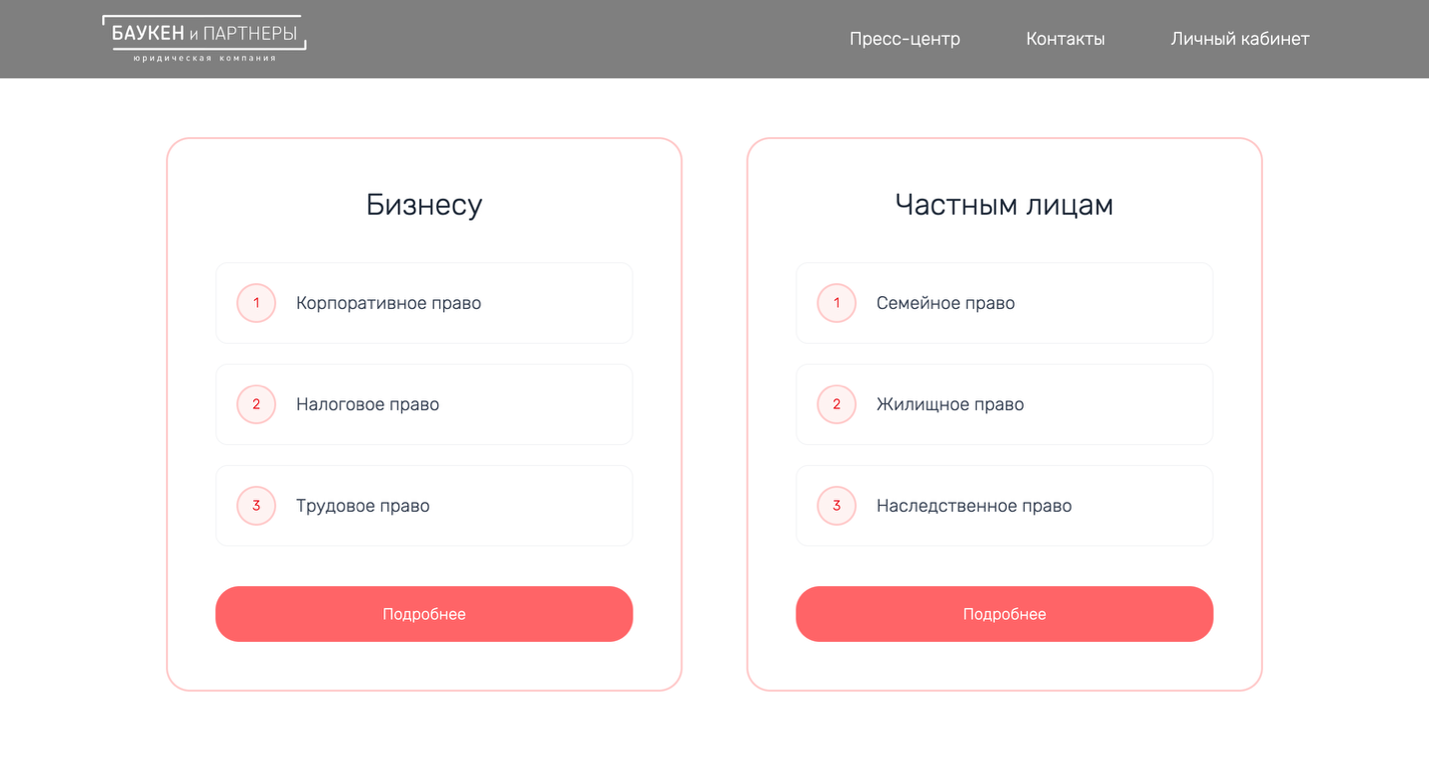 БАУКЕН и ПАРТНЕРЫ
юридическая компания
Пресс-центр
Контакты
Личный кабинет
Бизнесу
1 Корпоративное право
2 Налоговое право
3 Трудовое право
Подробнее
Частным лицам
1 Семейное право
2 Жилищное право
3 Наследственное право
Подробнее